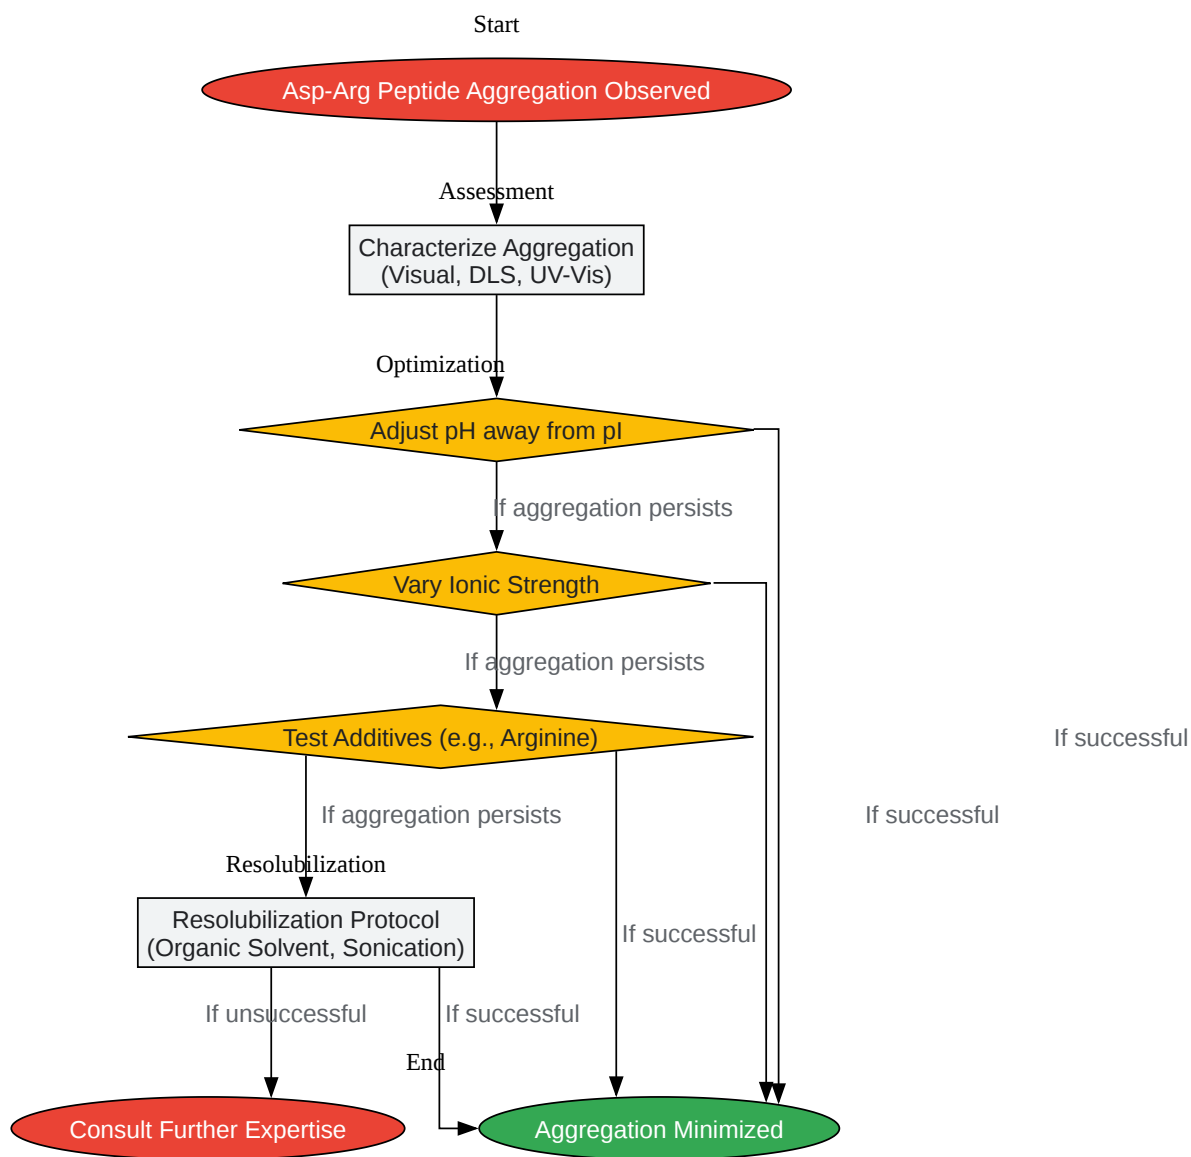 Start
Asp-Arg Peptide Aggregation Observed
Assessment
Characterize Aggregation
(Visual, DLS, UV-Vis)
Optimization
Adjust pH away from pI
If aggregation persists
Vary Ionic Strength
If aggregation persists
Test Additives (e.g., Arginine)
If successful
If aggregation persists
If successful
Resolubilization
Resolubilization Protocol
(Organic Solvent, Sonication)
If successful
If unsuccessful
If successful
End
Consult Further Expertise
Aggregation Minimized